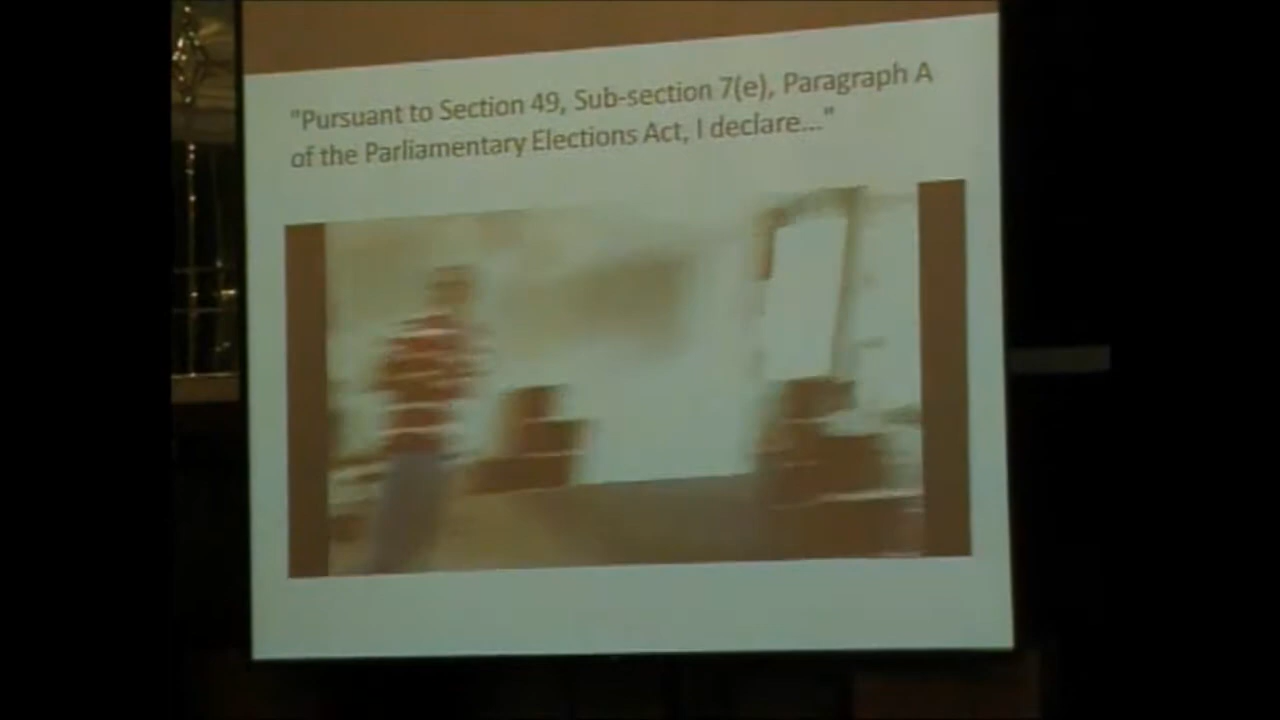 "Pursuant to Section 49, Sub-section 7(e), Paragraph A
of the Parliamentary Elections Act, I declare..."